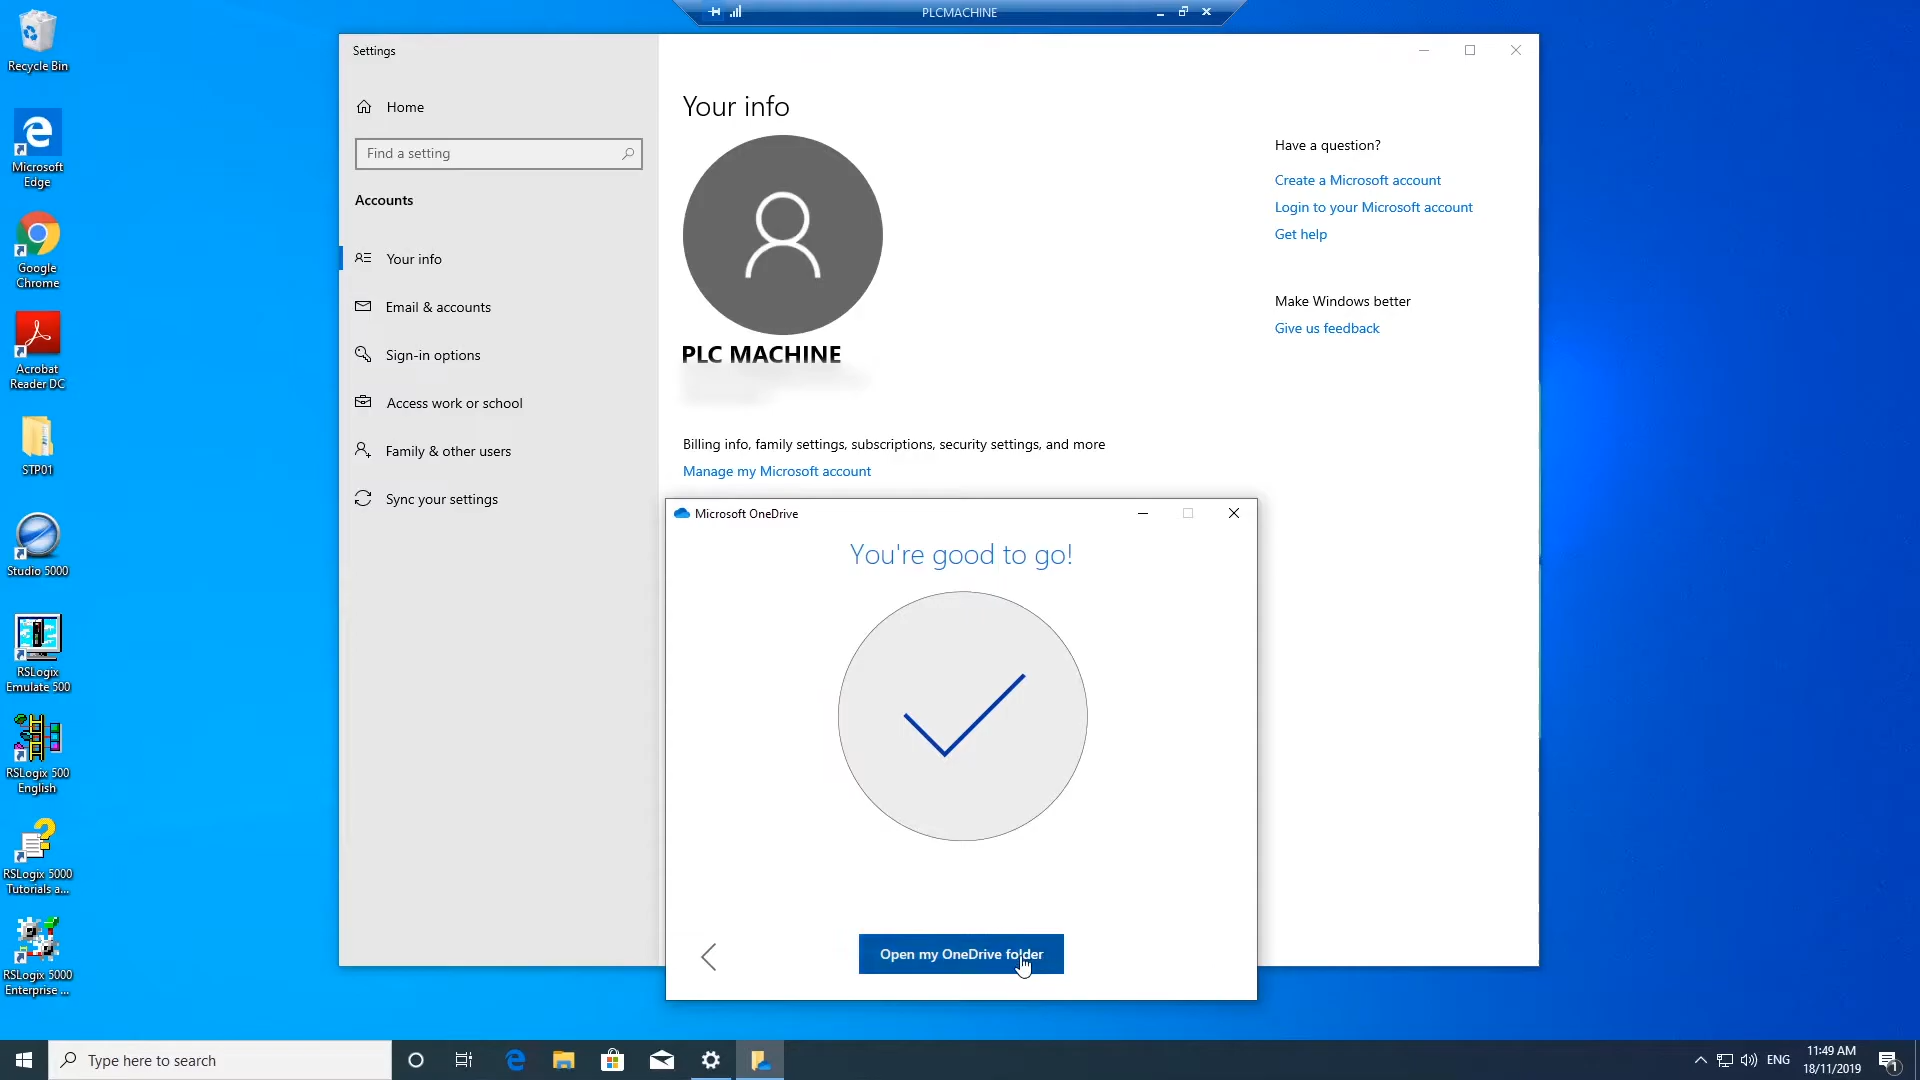 PLCMACHINE
Recycle Bin
Microsoft
Edge
Google
Chrome
Acrobat
Reader DC
STP01
Studio 5000
RSLogix
Emulate 500
RSLogix 500
English
RSLogix 5000
Tutorials a...
RSLogix 5000
Enterprise ...
Settings
Home
Find a setting
Accounts
Your info
Email & accounts
Sign-in options
Access work or school
Family & other users
Sync your settings
Your info
PLC MACHINE
Billing info, family settings, subscriptions, security settings, and more
Manage my Microsoft account
Have a question?
Create a Microsoft account
Login to your Microsoft account
Get help
Make Windows better
Give us feedback
Microsoft OneDrive
You're good to go!
Open my OneDrive folder
Type here to search
ENG
11:49 AM
18/11/2019
1